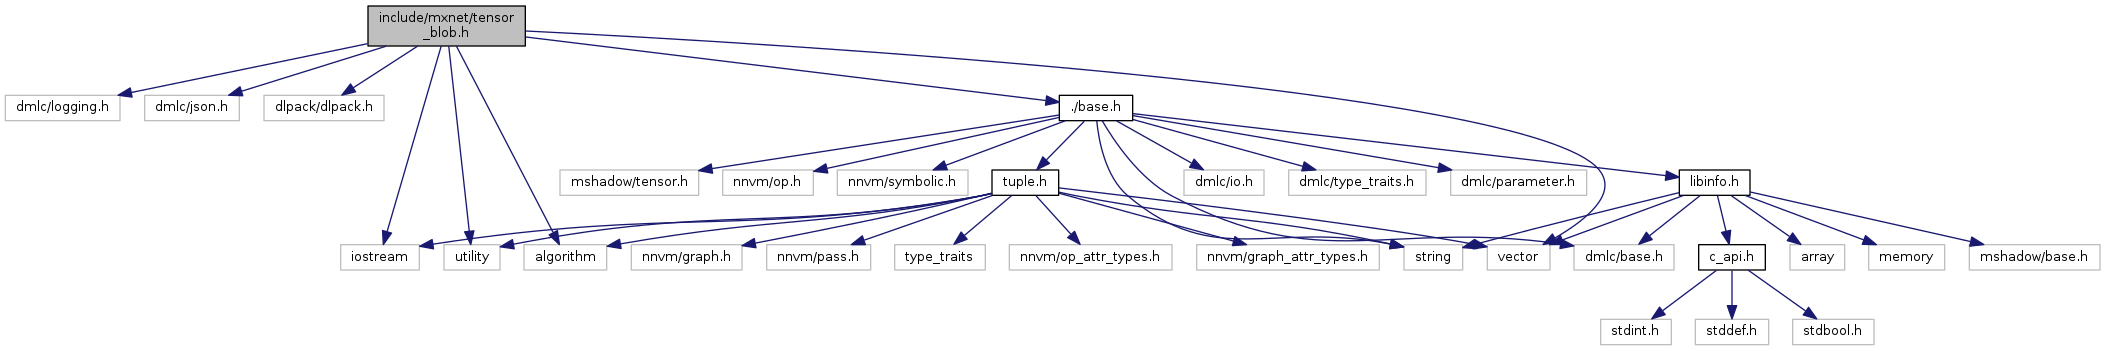 include/mxnet/tensor
_blob.h
dmlc/logging.h
dmlc/json.h
dlpack/dlpack.h
./base.h
mshadow/tensor.h
nnvm/op.h
nnvm/symbolic.h
tuple.h
dmlc/io.h
dmlc/type_traits.h
dmlc/parameter.h
libinfo.h
iostream
utility
algorithm
nnvm/graph.h
nnvm/pass.h
type_traits
nnvm/op_attr_types.h
nnvm/graph_attr_types.h
string
vector
dmlc/base.h
c_api.h
array
memory
mshadow/base.h
stdint.h
stddef.h
stdbool.h